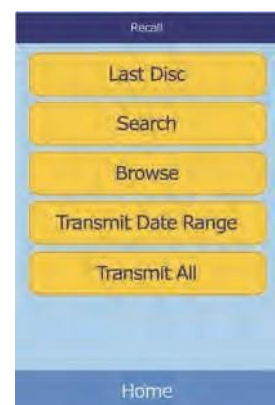 Recall
Last Disc
Search
Browse
Transmit Date Range
Transmit All
Home